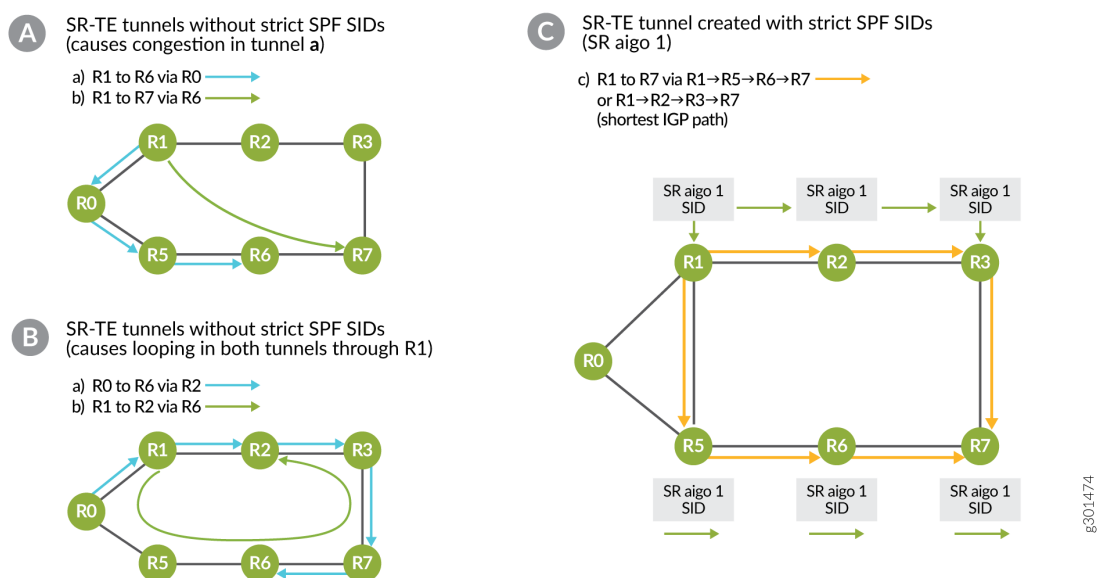 A
SR-TE tunnels without strict SPF SIDs
(causes congestion in tunnel a)
a) R1 to R6 via R0
b) R1 to R7 via R6
R1
R2
R3
R0
R5
R6
R7
B
SR-TE tunnels without strict SPF SIDs
(causes looping in both tunnels through R1)
a) R0 to R6 via R2
b) R1 to R2 via R6
R1
R2
R3
R0
R5
R6
R7
C
SR-TE tunnel created with strict SPF SIDs
(SR aigo 1)
c) R1 to R7 via R1→R5→R6→R7
or R1→R2→R3→R7
(shortest IGP path)
SR aigo 1
SID
SR aigo 1
SID
SR aigo 1
SID
R1
R2
R3
R0
R5
R6
R7
SR aigo 1
SID
SR aigo 1
SID
SR aigo 1
SID
g301474